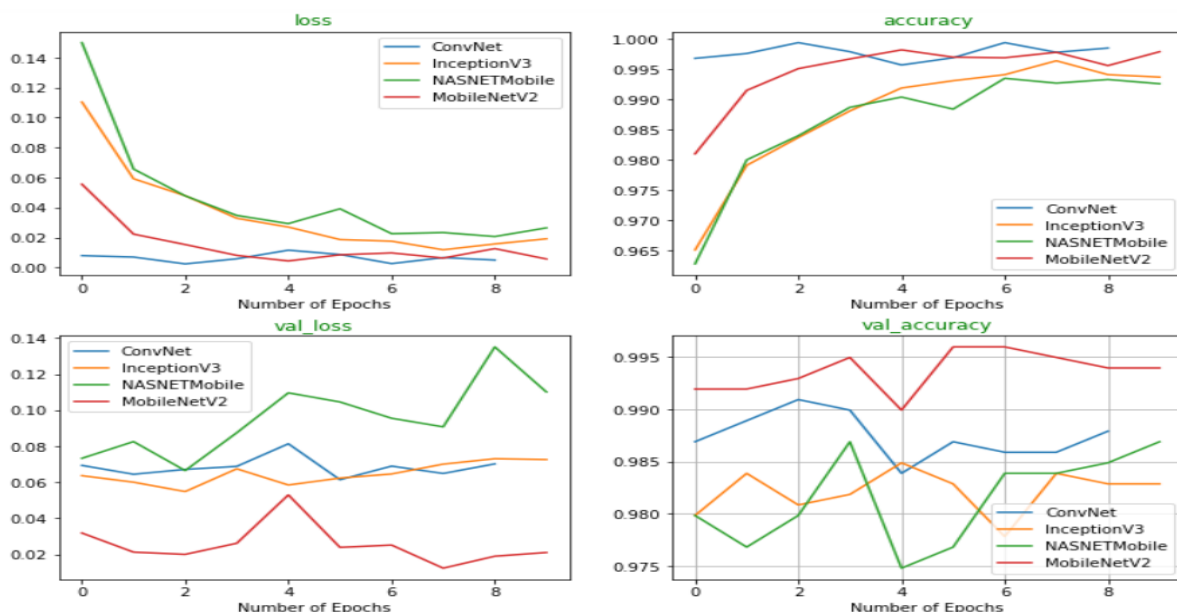 loss
0.14
0.12
0.10
0.08
0.06
0.04
0.02
0.00
ConvNet
InceptionV3
NASNETMobile
MobileNetV2
0 2 4 6 8
Number of Epochs
accuracy
1.000
0.995
0.990
0.985
0.980
0.975
0.970
0.965
ConvNet
InceptionV3
NASNETMobile
MobileNetV2
0 2 4 6 8
Number of Epochs
val_loss
0.14
0.12
0.10
0.08
0.06
0.04
0.02
ConvNet
InceptionV3
NASNETMobile
MobileNetV2
0 2 4 6 8
Number of Epochs
val_accuracy
0.995
0.990
0.985
0.980
0.975
ConvNet
InceptionV3
NASNETMobile
MobileNetV2
0 2 4 6 8
Number of Epochs